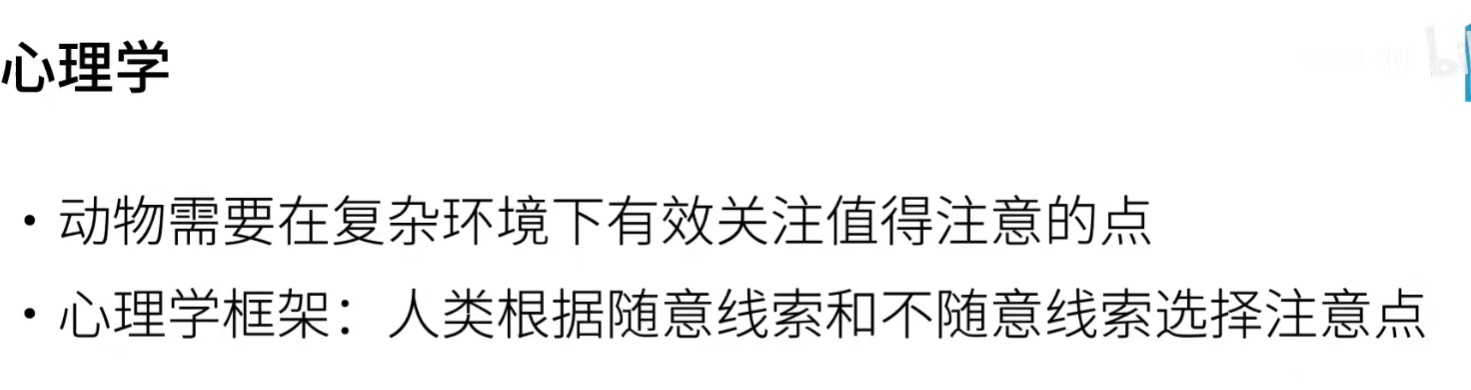 心理学
・动物需要在复杂环境下有效关注值得注意的点
・心理学框架：人类根据随意线索和不随意线索选择注意点